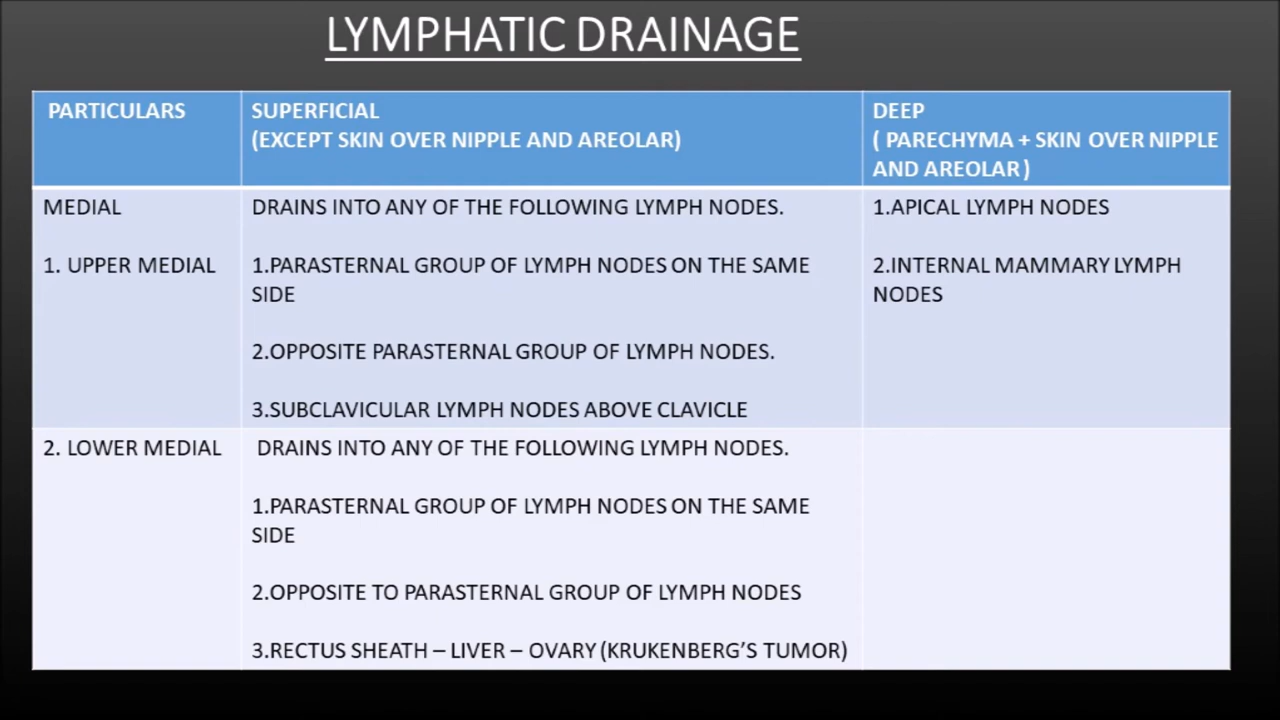 LYMPHATIC DRAINAGE
PARTICULARS
SUPERFICIAL
(EXCEPT SKIN OVER NIPPLE AND AREOLAR)
DEEP
( PARECHYMA + SKIN OVER NIPPLE
AND AREOLAR )
MEDIAL
1. UPPER MEDIAL
DRAINS INTO ANY OF THE FOLLOWING LYMPH NODES.
1.PARASTERNAL GROUP OF LYMPH NODES ON THE SAME
SIDE
2.OPPOSITE PARASTERNAL GROUP OF LYMPH NODES.
3.SUBCLAVICULAR LYMPH NODES ABOVE CLAVICLE
1.APICAL LYMPH NODES
2.INTERNAL MAMMARY LYMPH
NODES
2. LOWER MEDIAL
DRAINS INTO ANY OF THE FOLLOWING LYMPH NODES.
1.PARASTERNAL GROUP OF LYMPH NODES ON THE SAME
SIDE
2.OPPOSITE TO PARASTERNAL GROUP OF LYMPH NODES
3.RECTUS SHEATH – LIVER – OVARY (KRUKENBERG’S TUMOR)